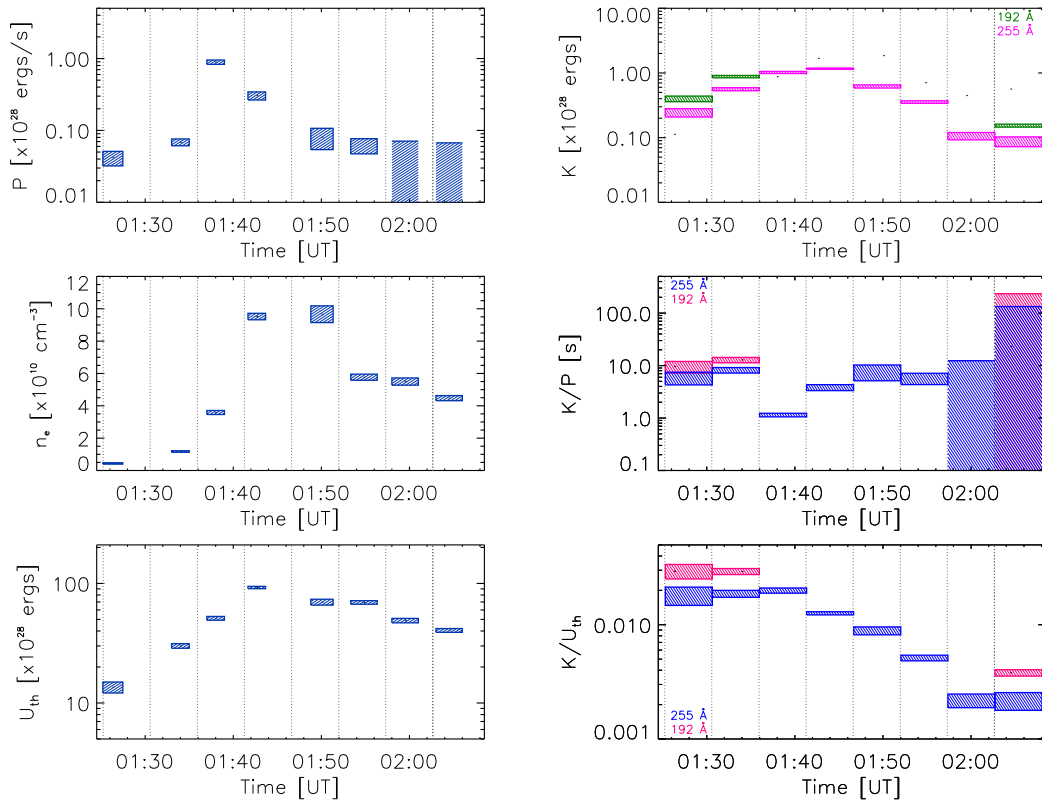 P [x10²⁸ ergs/s]
1.00
0.10
0.01
01:30 01:40 01:50 02:00
Time [UT]
K [x10²⁸ ergs]
10.00
1.00
0.10
0.01
192 Å
255 Å
01:30 01:40 01:50 02:00
Time [UT]
nₑ [x10¹⁰ cm⁻³]
12
10
8
6
4
2
0
01:30 01:40 01:50 02:00
Time [UT]
K/P [s]
100.0
10.0
1.0
0.1
255 Å
192 Å
01:30 01:40 01:50 02:00
Time [UT]
Uₜₕ [x10²⁸ ergs]
100
10
01:30 01:40 01:50 02:00
Time [UT]
K/Uₜₕ
0.010
0.001
255 Å
192 Å
01:30 01:40 01:50 02:00
Time [UT]